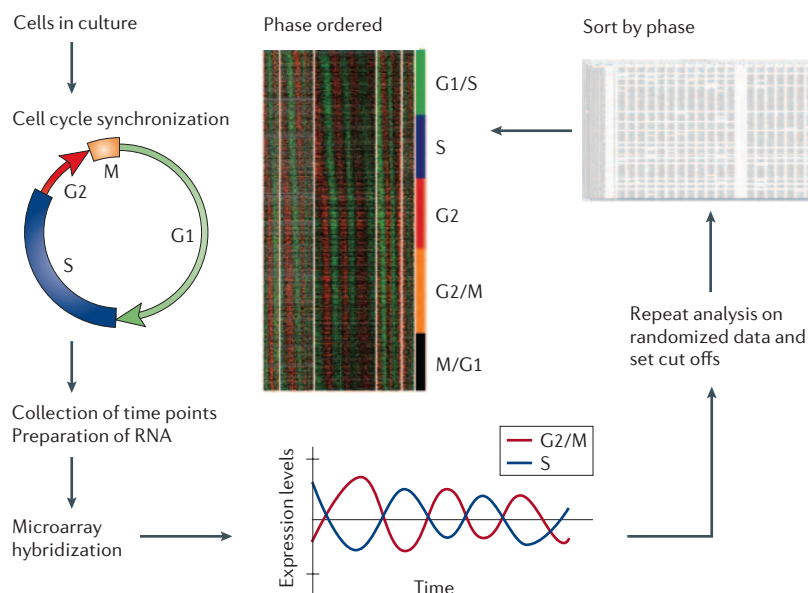 Cells in culture
Cell cycle synchronization
M
G2
G1
S
Collection of time points
Preparation of RNA
Microarray
hybridization
Expression levels
Time
G2/M
S
Repeat analysis on
randomized data and
set cut offs
Sort by phase
Phase ordered
G1/S
S
G2
G2/M
M/G1